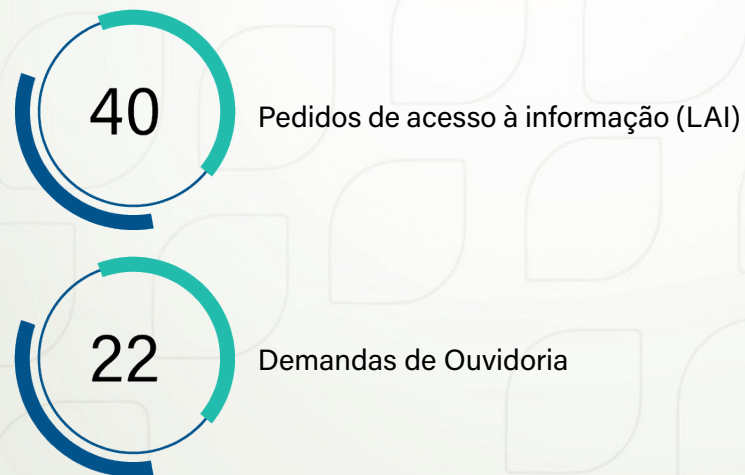 40
Pedidos de acesso à informação (LAI)
22
Demandas de Ouvidoria